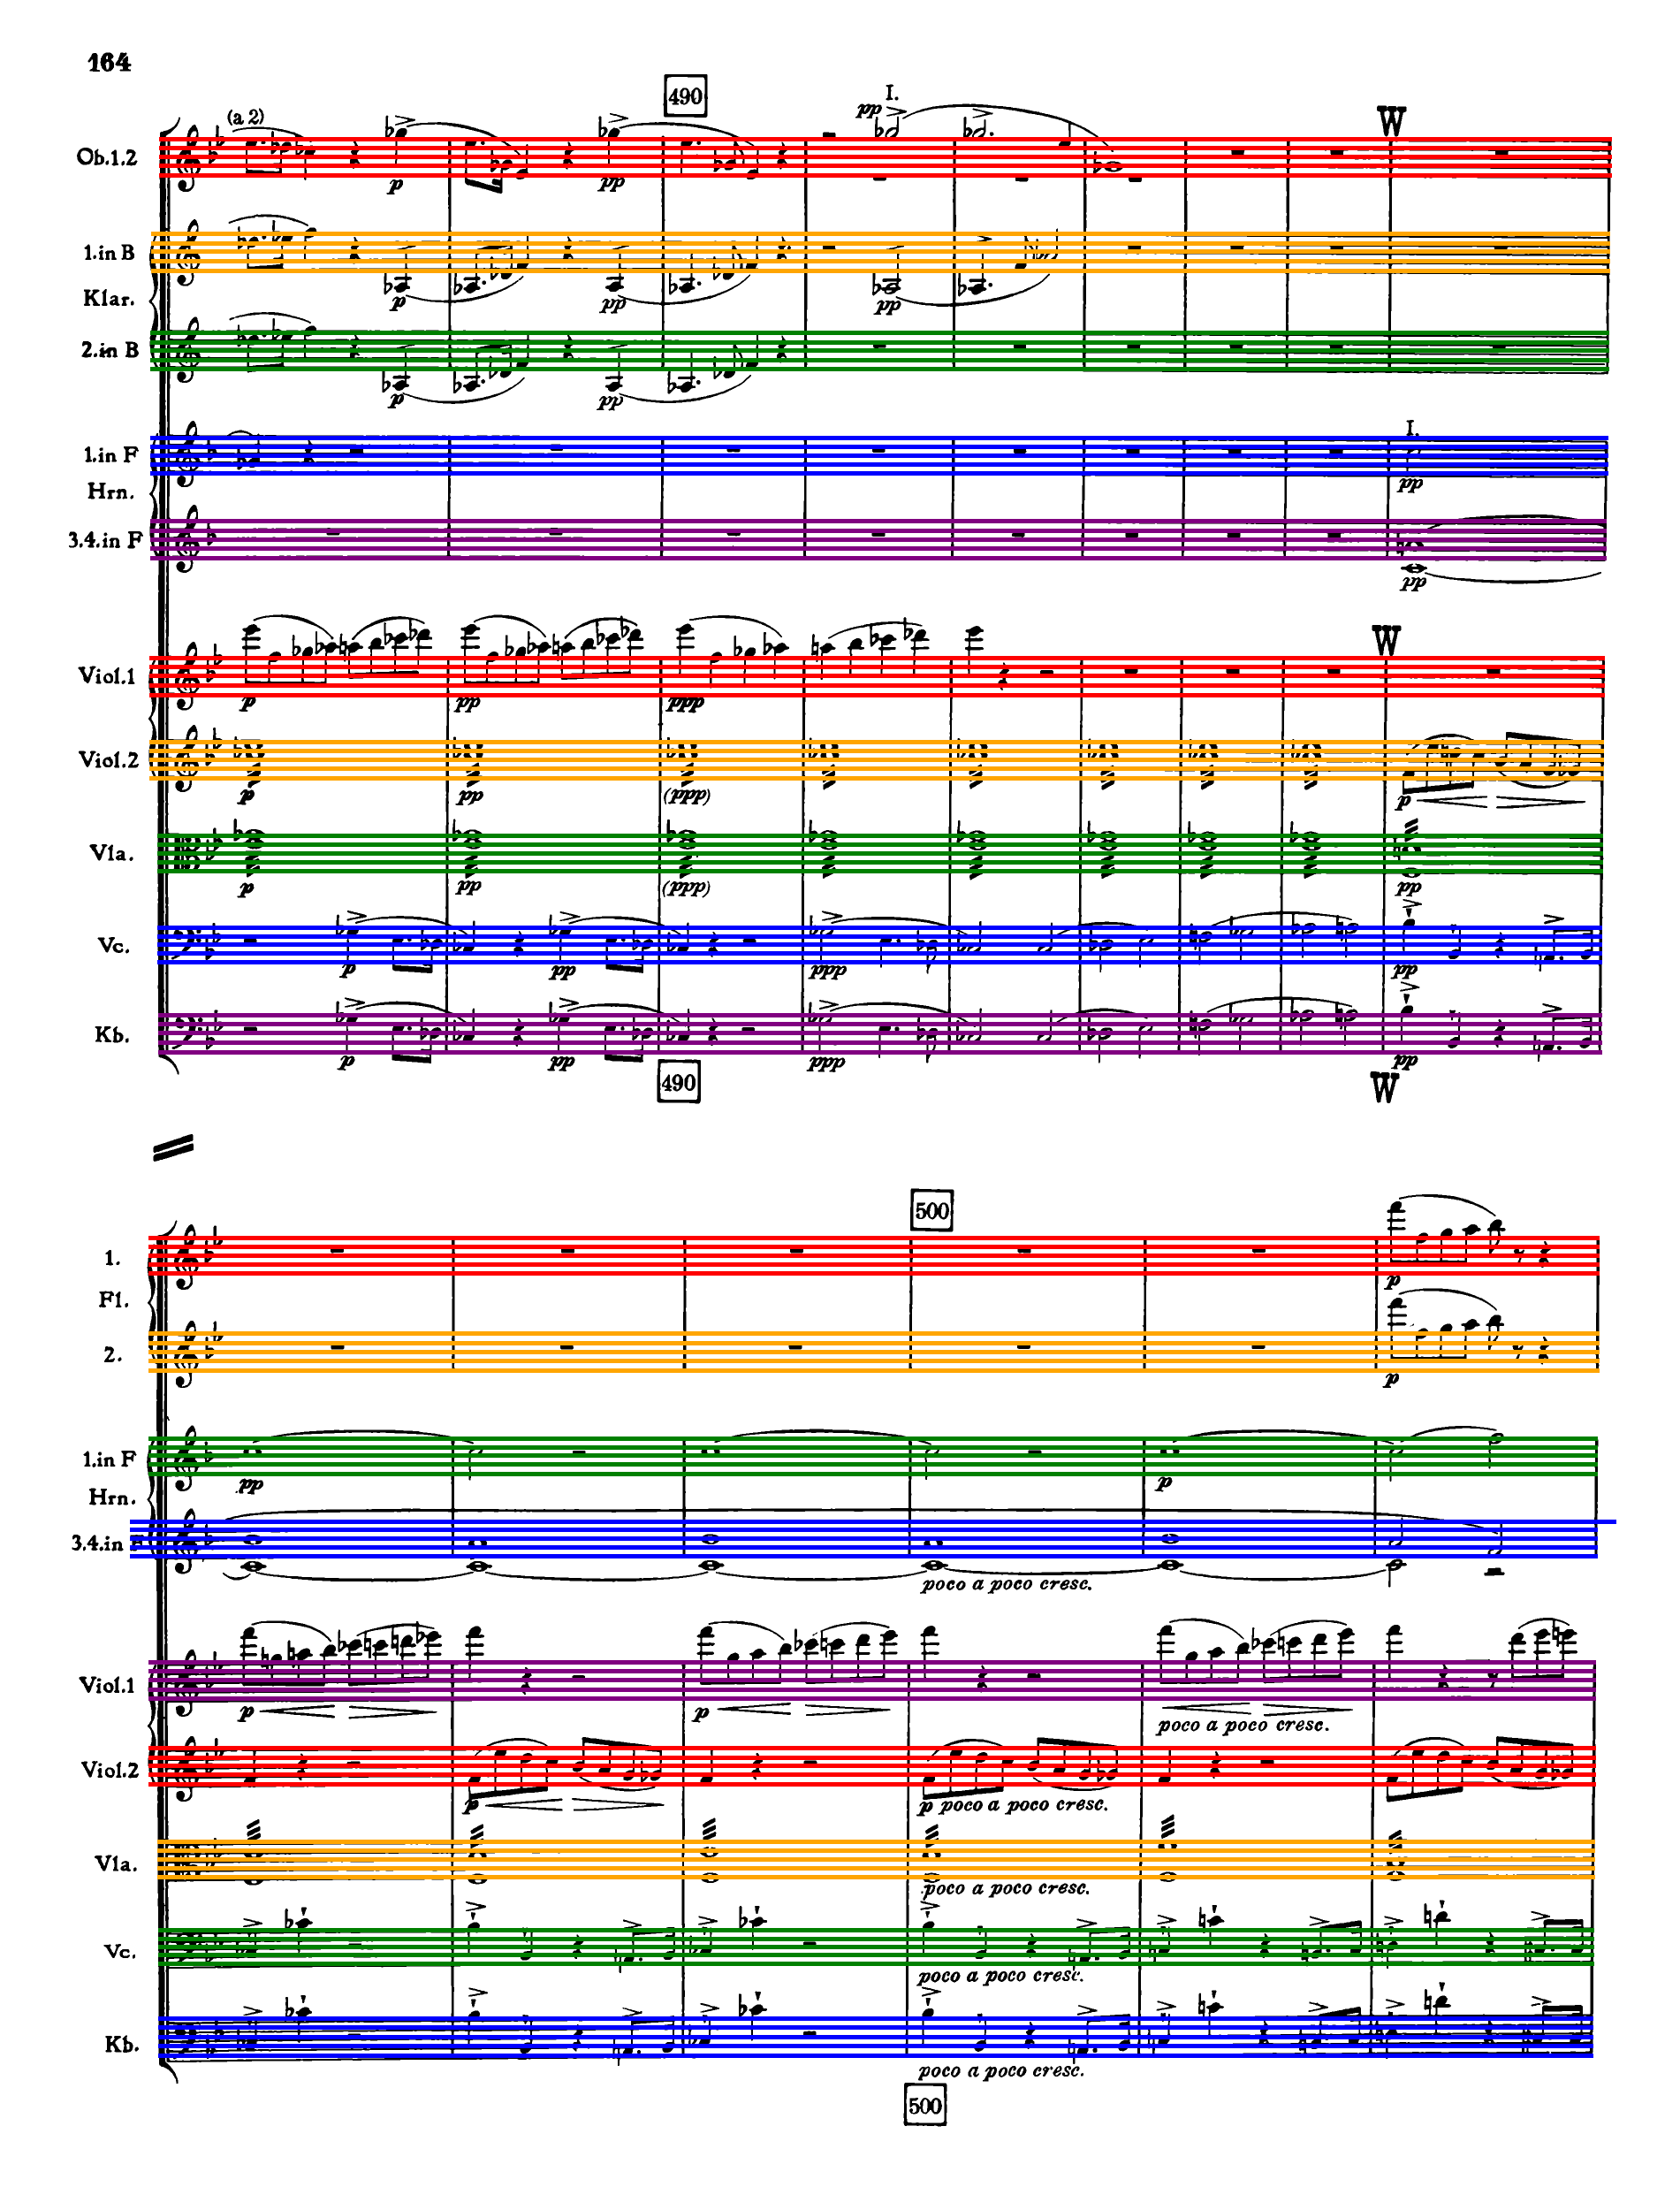 164
490
(a 2)
I.
pp
W
Ob.1.2
p
pp
1.in B
p
pp
pp
Klar.
2.in B
p
pp
I.
1.in F
pp
Hrn.
3.4.in F
pp
W
Viol.1
p
pp
ppp
Viol.2
p
pp
(ppp)
p
Vla.
p
pp
(ppp)
pp
Vc.
p
pp
ppp
pp
Kb.
p
pp
ppp
pp
490
W
500
1.
p
Fl.
2.
p
1.in F
pp
p
Hrn.
3.4.in F
poco a poco cresc.
Viol.1
p
p
poco a poco cresc.
Viol.2
p
p poco a poco cresc.
Vla.
poco a poco cresc.
Vc.
poco a poco cresc.
Kb.
poco a poco cresc.
500